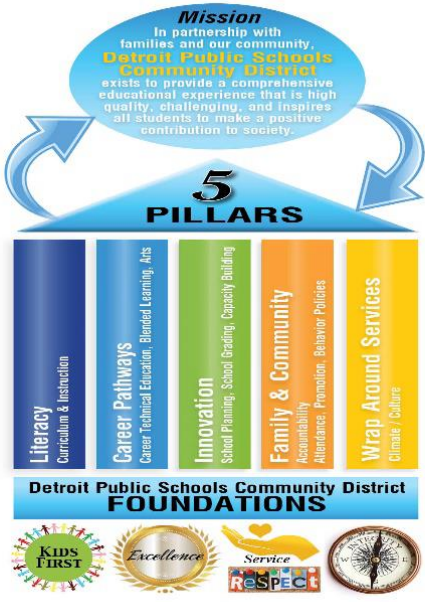 Mission
In partnership with
families and our community,
Detroit Public Schools
Community District
exists to provide a comprehensive
educational experience that is high
quality, challenging, and inspires
all students to make a positive
contribution to society.
5
PILLARS
Literacy
Curriculum & Instruction
Career Pathways
Career Technical Education, Blended Learning, Arts
Innovation
School Planning, School Grading, Capacity Building
Family & Community
Accountability
Attendance, Promotion, Behavior Policies
Wrap Around Services
Climate / Culture
Detroit Public Schools Community District
FOUNDATIONS
KIDS
FIRST
Excellence
Service
ReSPECt
INTEGRITY
N
W
E
S